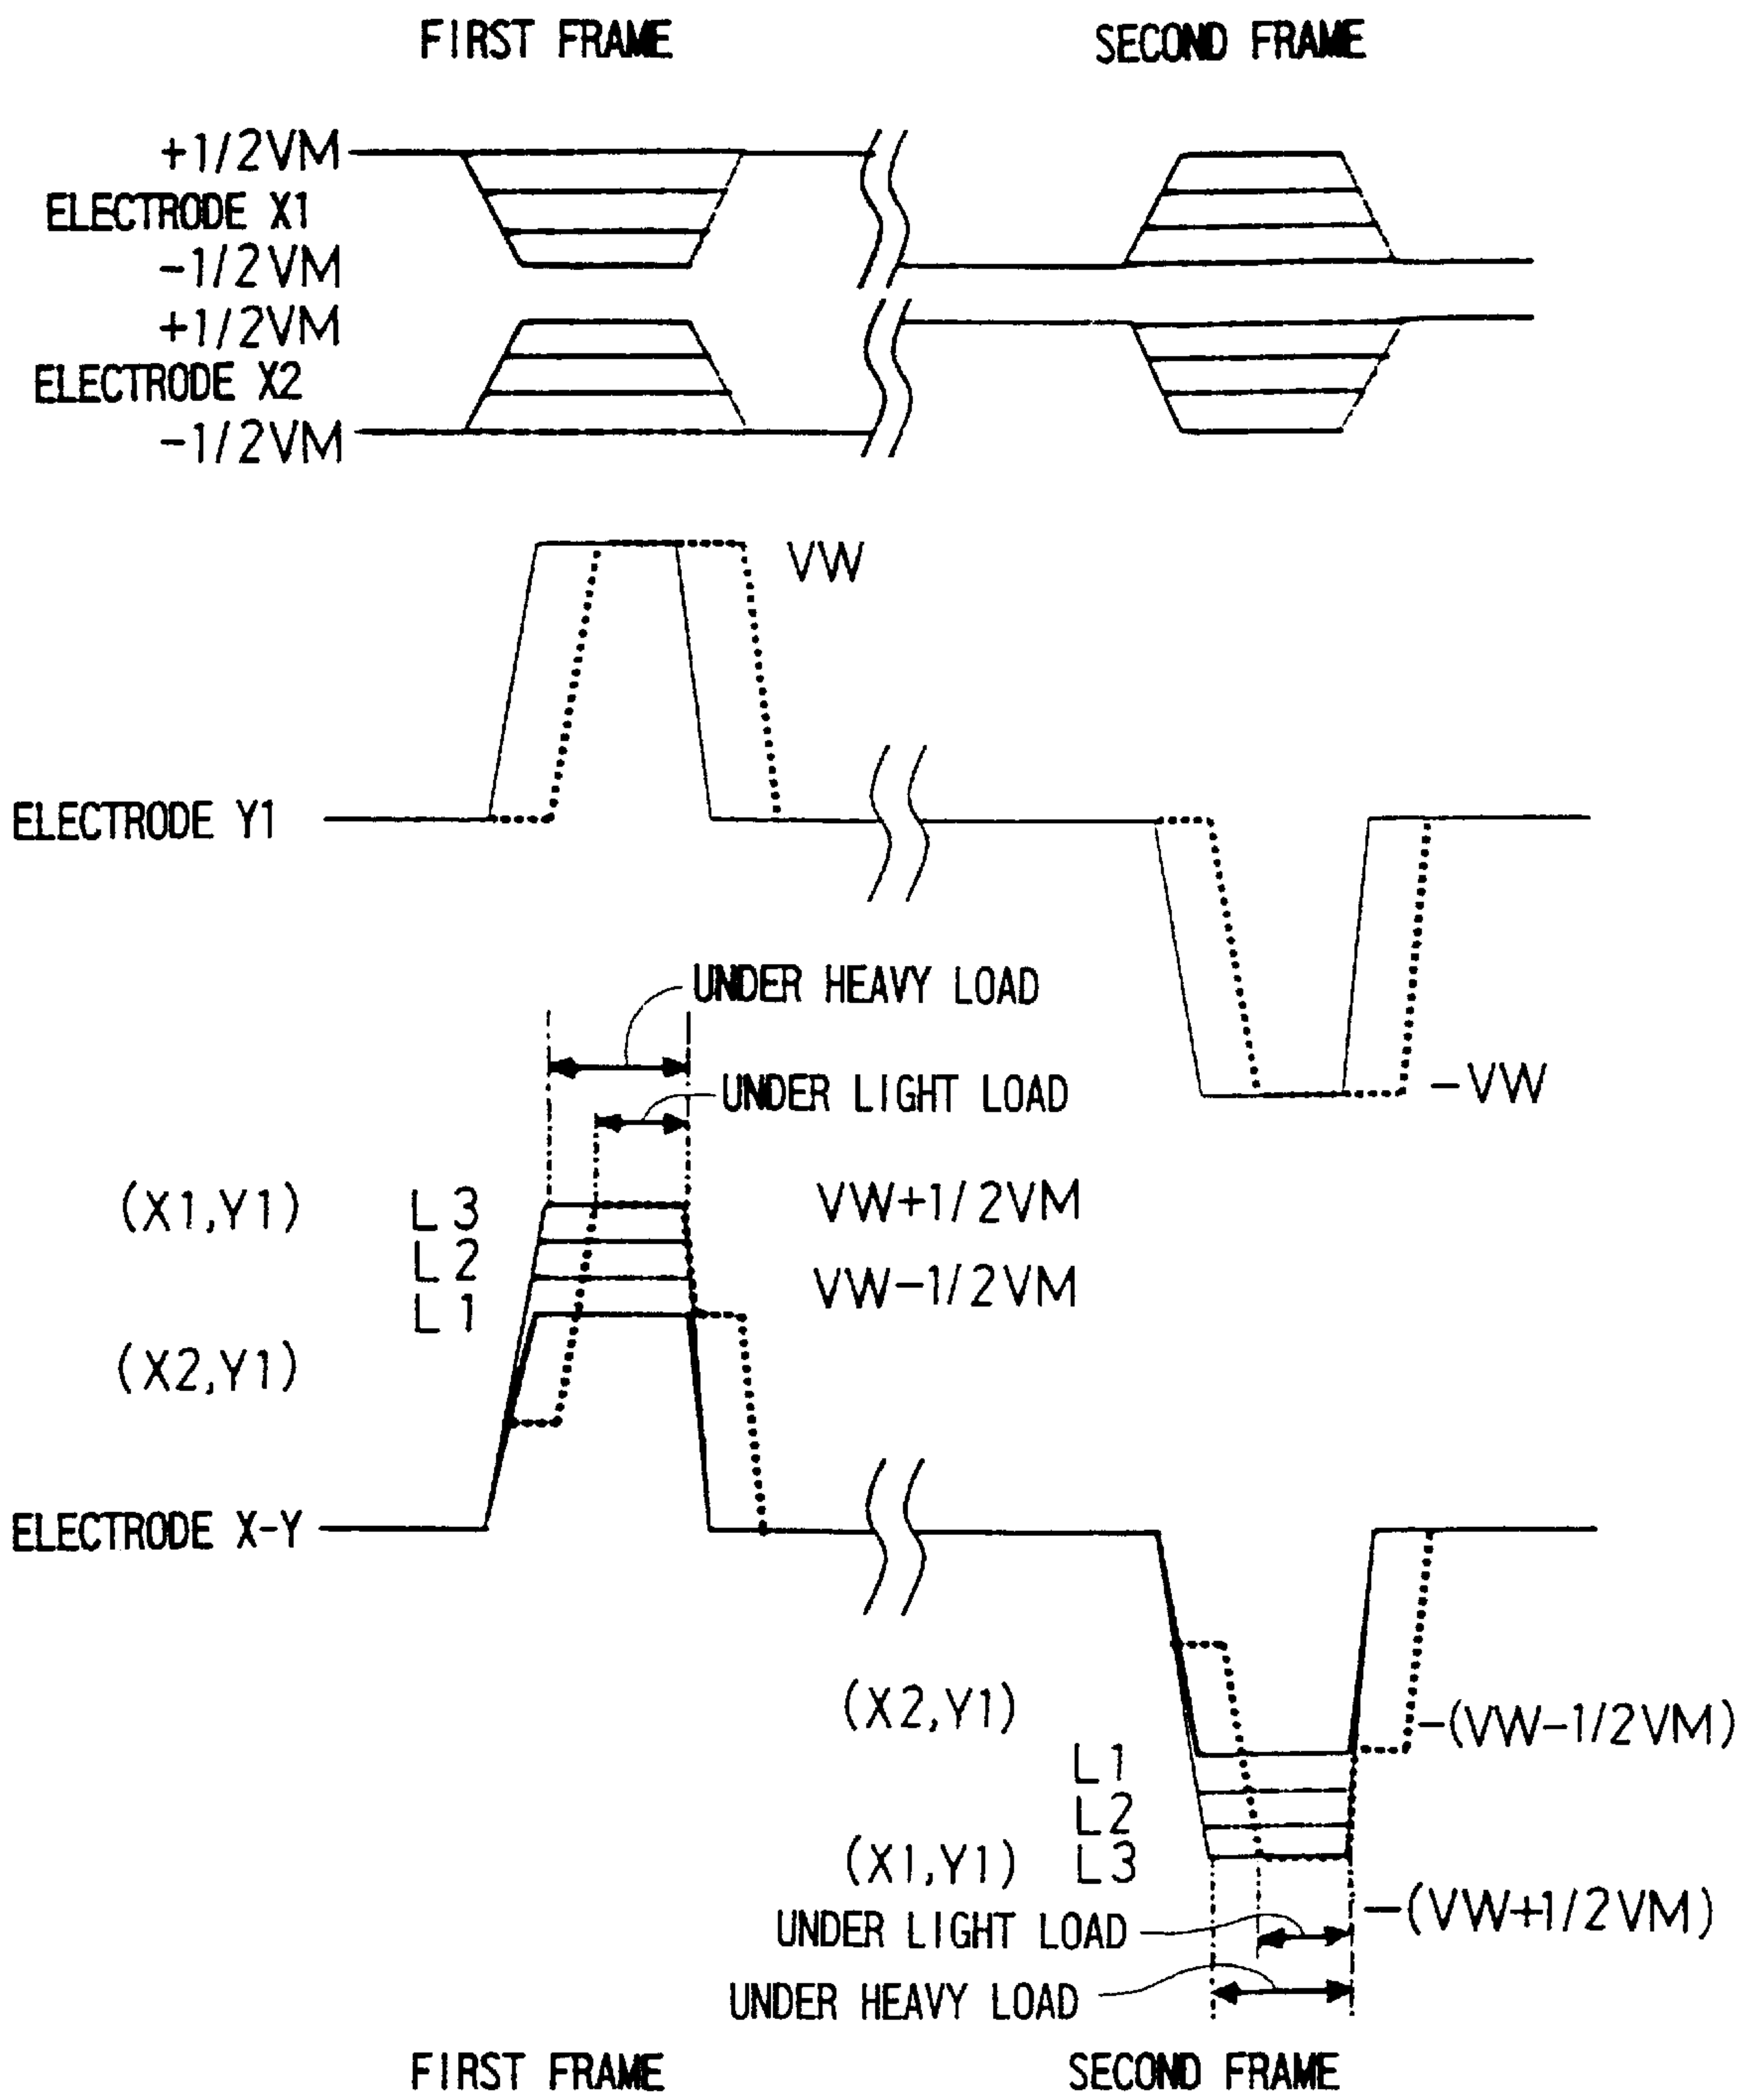 FIRST FRAME
SECOND FRAME
+1/2VM
ELECTRODE X1
-1/2VM
+1/2VM
ELECTRODE X2
-1/2VM
VW
ELECTRODE Y1
UNDER HEAVY LOAD
-VW
UNDER LIGHT LOAD
(X1,Y1) L3 VW+1/2VM
L2
VW-1/2VM
L1
(X2,Y1)
ELECTRODE X-Y
(X2,Y1)
-(VW-1/2VM)
L1
L2
(X1,Y1) L3
-(VW+1/2VM)
UNDER LIGHT LOAD
UNDER HEAVY LOAD
FIRST FRAME
SECOND FRAME